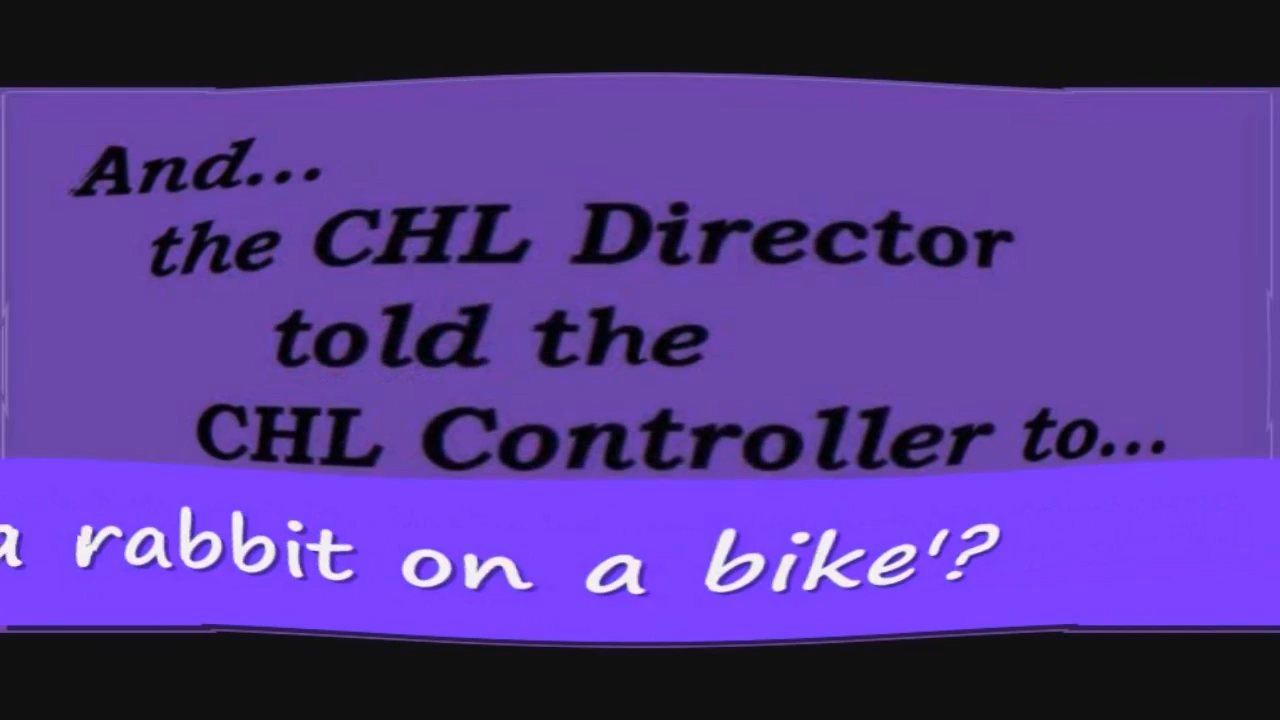 And...
the CHL Director
told the
CHL Controller to...
a rabbit on a bike'?